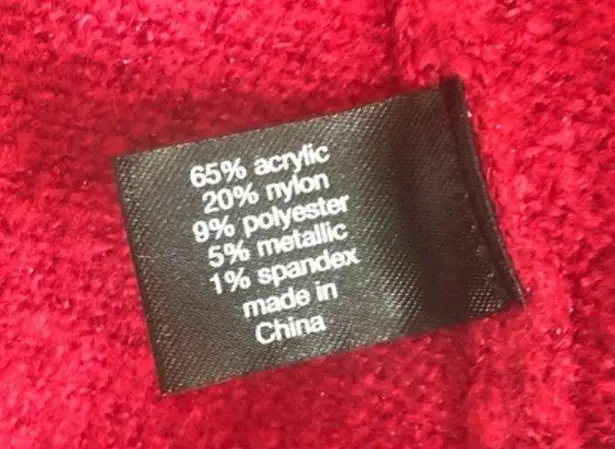 65% acrylic
20% nylon
9% polyester
5% metallic
1% spandex
made in
China